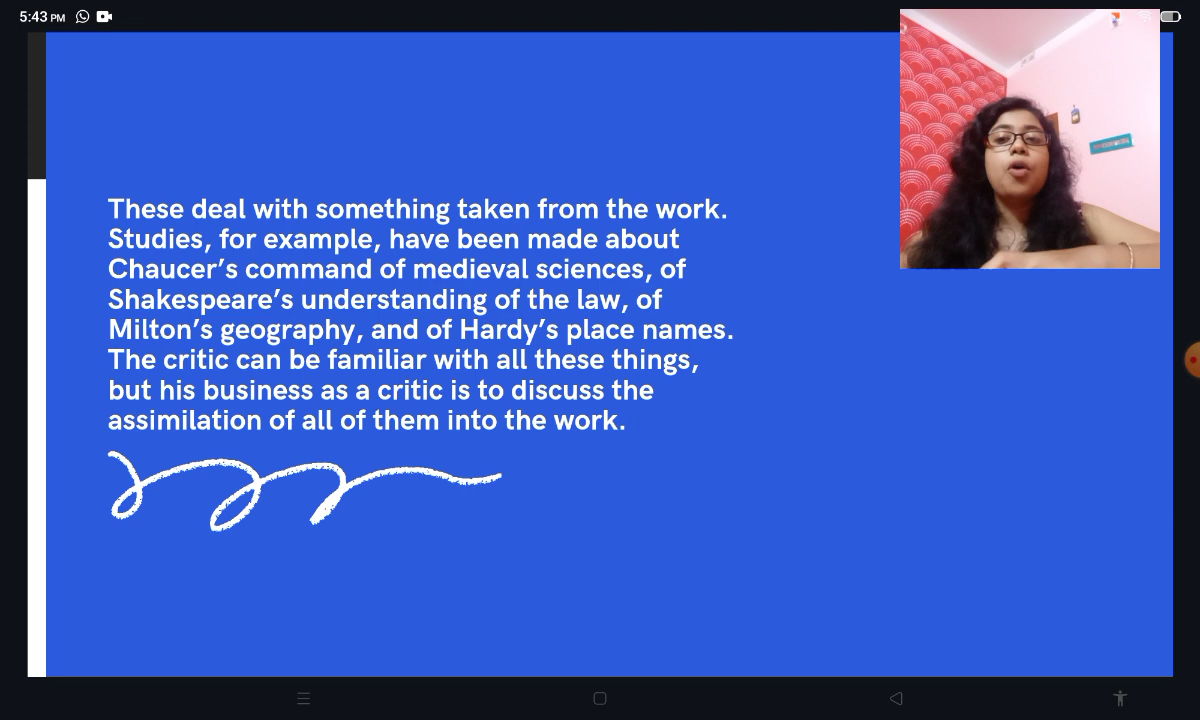 5:43 PM
These deal with something taken from the work.
Studies, for example, have been made about
Chaucer’s command of medieval sciences, of
Shakespeare’s understanding of the law, of
Milton’s geography, and of Hardy’s place names.
The critic can be familiar with all these things,
but his business as a critic is to discuss the
assimilation of all of them into the work.